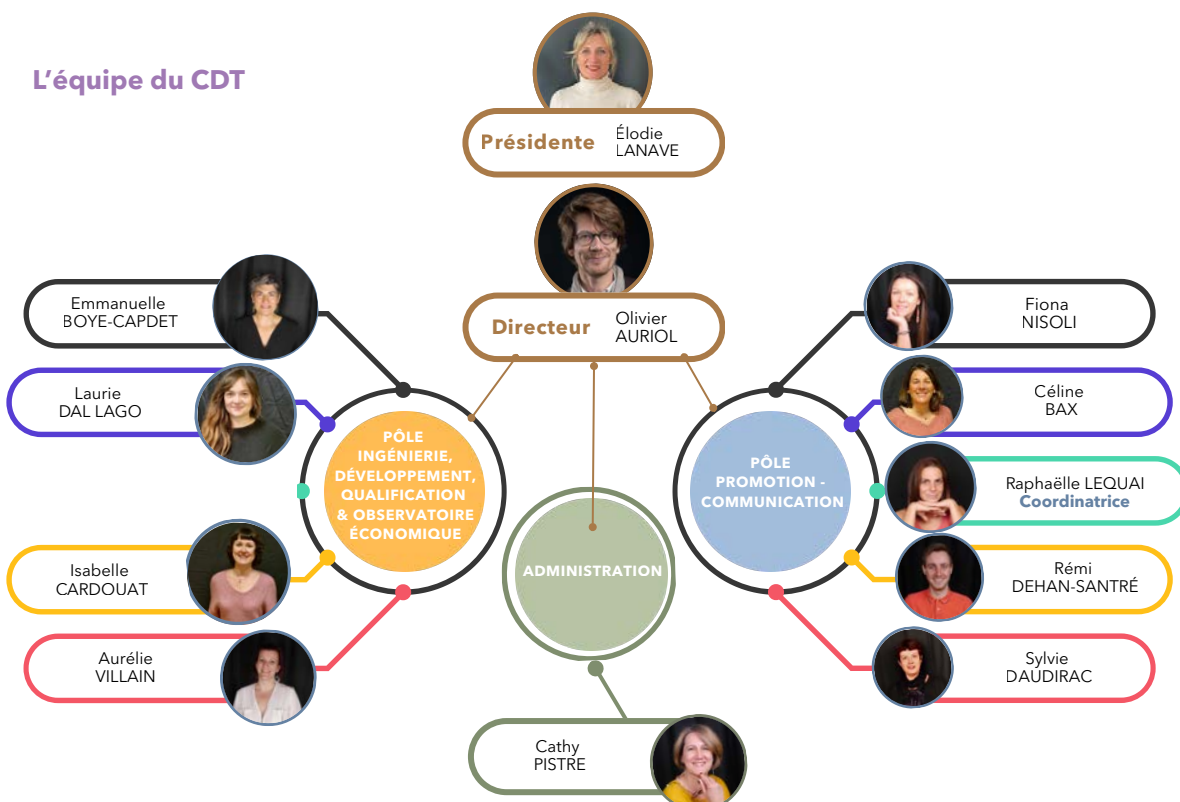 L'équipe du CDT
Présidente
Élodie
LANAVE
Directeur
Olivier
AURIOL
Emmanuelle
BOYE-CAPDET
Laurie
DAL LAGO
Isabelle
CARDOUAT
Aurélie
VILLAIN
PÔLE
INGÉNIERIE,
DÉVELOPPEMENT,
QUALIFICATION
& OBSERVATOIRE
ÉCONOMIQUE
ADMINISTRATION
Cathy
PISTRE
PÔLE
PROMOTION -
COMMUNICATION
Fiona
NISOLI
Céline
BAX
Raphaëlle LEQUAI
Coordinatrice
Rémi
DEHAN-SANTRÉ
Sylvie
DAUDIRAC